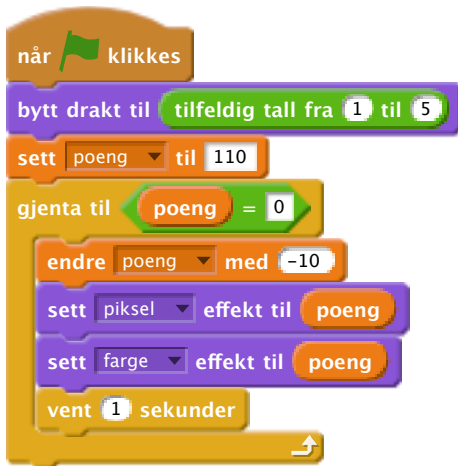 når klikkes
bytt drakt til tilfeldig tall fra 1 til 5
sett poeng til 110
gjenta til poeng = 0
endre poeng med -10
sett piksel effekt til poeng
sett farge effekt til poeng
vent 1 sekunder